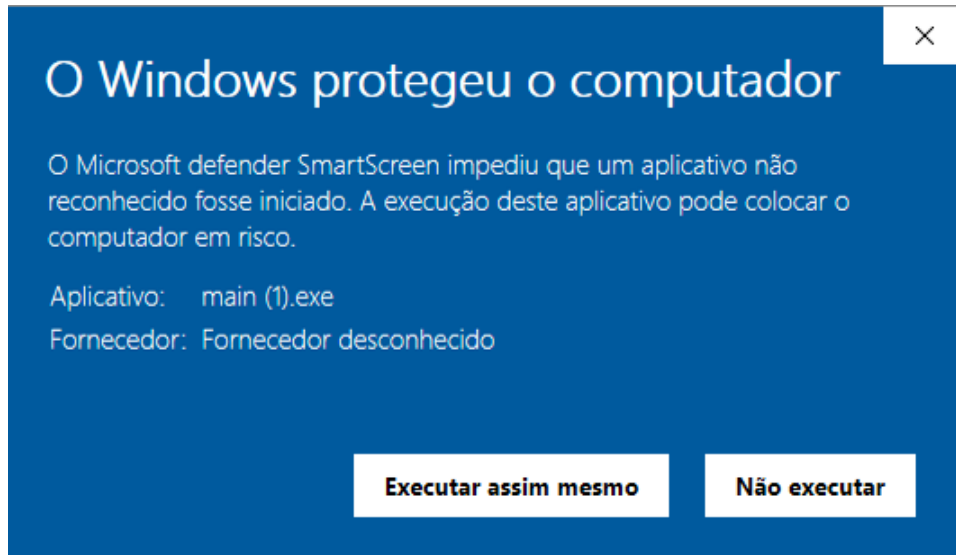 O Windows protegeu o computador
O Microsoft defender SmartScreen impediu que um aplicativo não
reconhecido fosse iniciado. A execução deste aplicativo pode colocar o
computador em risco.
Aplicativo: main (1).exe
Fornecedor: Fornecedor desconhecido
Executar assim mesmo Não executar